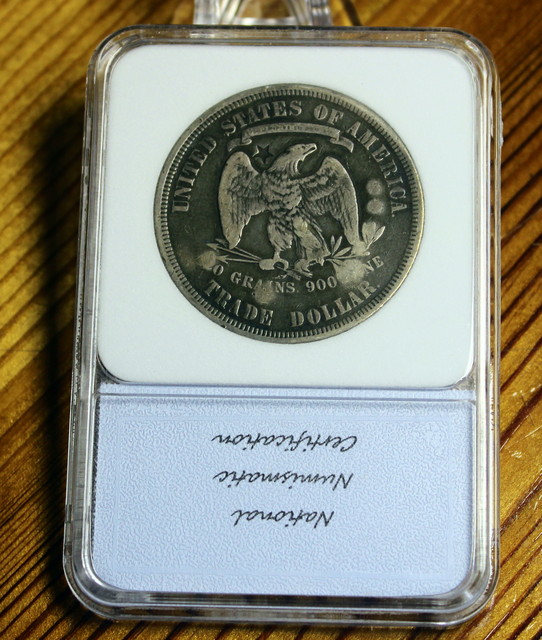 UNITED STATES OF AMERICA
GRAINS. 900
TRADE DOLLAR.
National
Numismatic
Certification